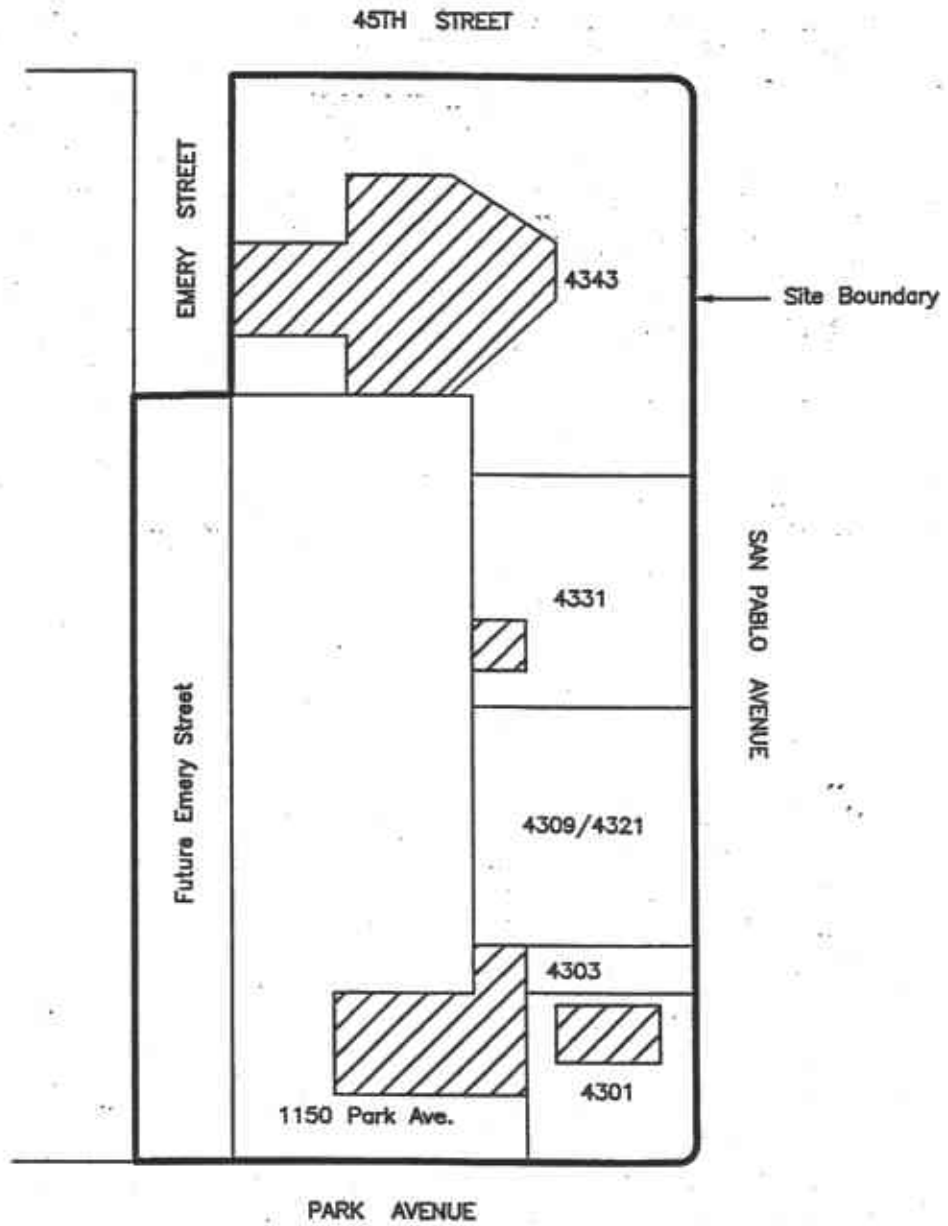 45TH STREET
EMERY STREET
4343
Site Boundary
4331
SAN PABLO AVENUE
Future Emery Street
4309/4321
4303
4301
1150 Park Ave.
PARK AVENUE